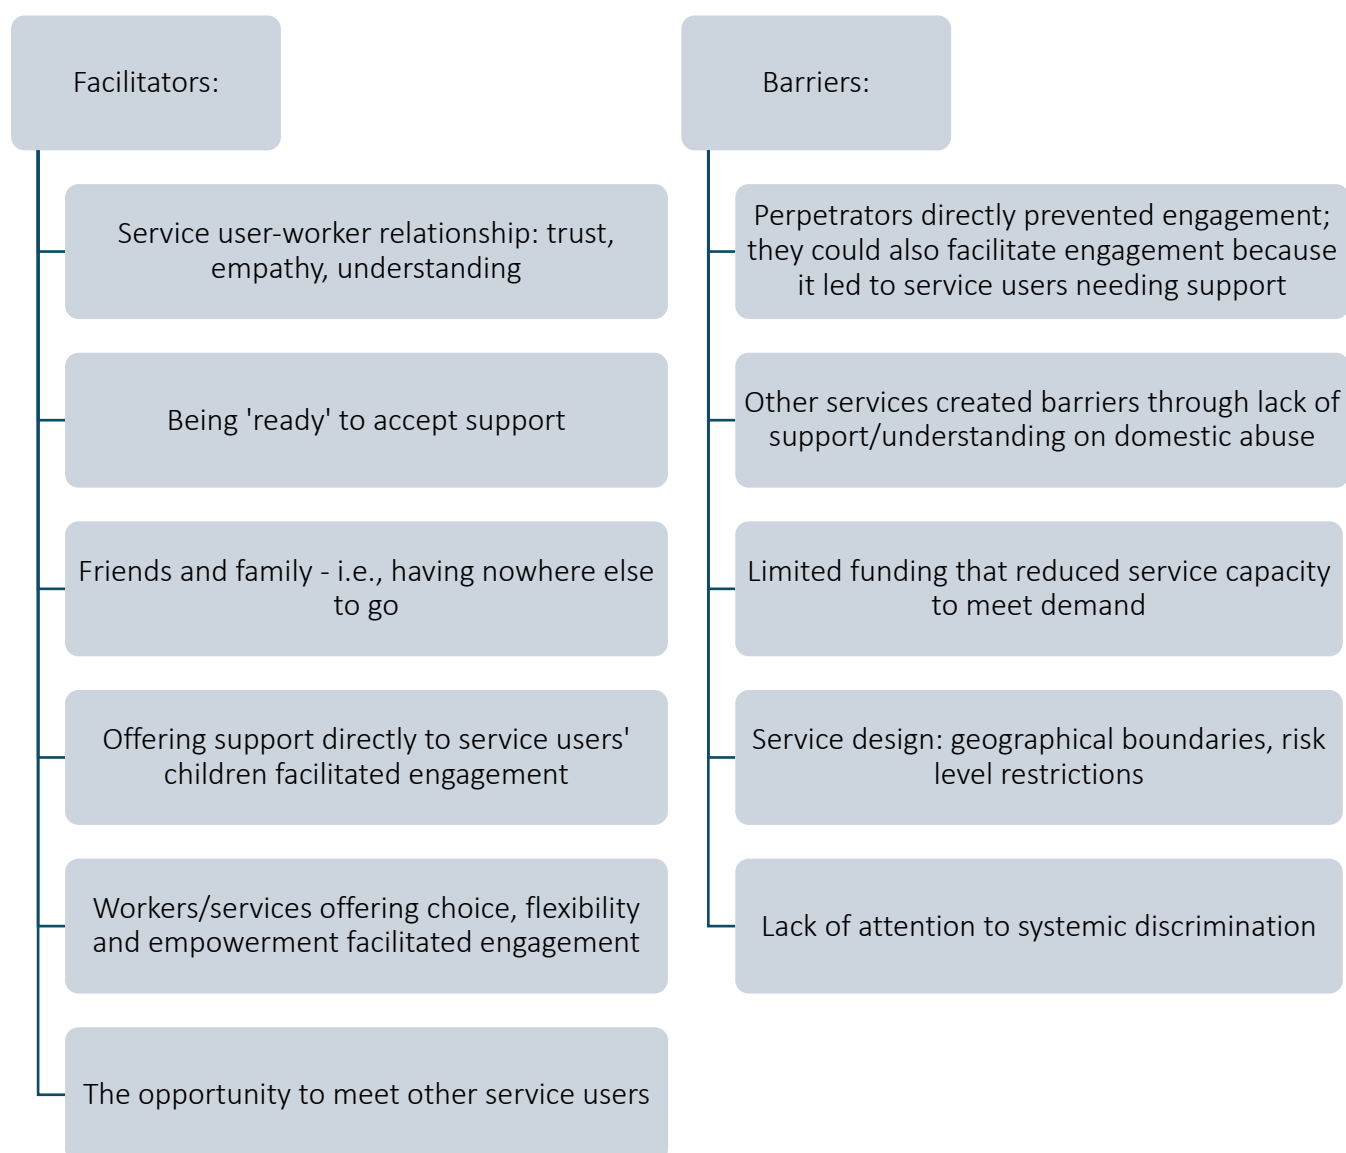 Facilitators:
Service user-worker relationship: trust,
empathy, understanding
Being 'ready' to accept support
Friends and family - i.e., having nowhere else
to go
Offering support directly to service users'
children facilitated engagement
Workers/services offering choice, flexibility
and empowerment facilitated engagement
The opportunity to meet other service users
Barriers:
Perpetrators directly prevented engagement;
they could also facilitate engagement because
it led to service users needing support
Other services created barriers through lack of
support/understanding on domestic abuse
Limited funding that reduced service capacity
to meet demand
Service design: geographical boundaries, risk
level restrictions
Lack of attention to systemic discrimination